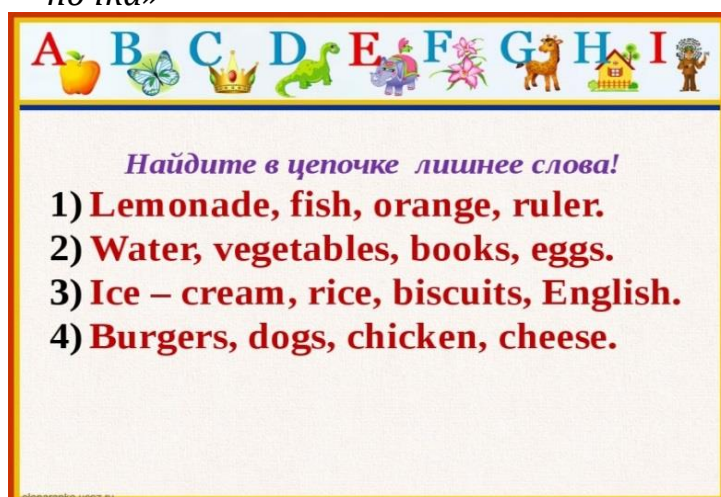 почки»
A B C D E F G H I
Найдите в цепочке лишнее слова!
1) Lemonade, fish, orange, ruler.
2) Water, vegetables, books, eggs.
3) Ice – cream, rice, biscuits, English.
4) Burgers, dogs, chicken, cheese.